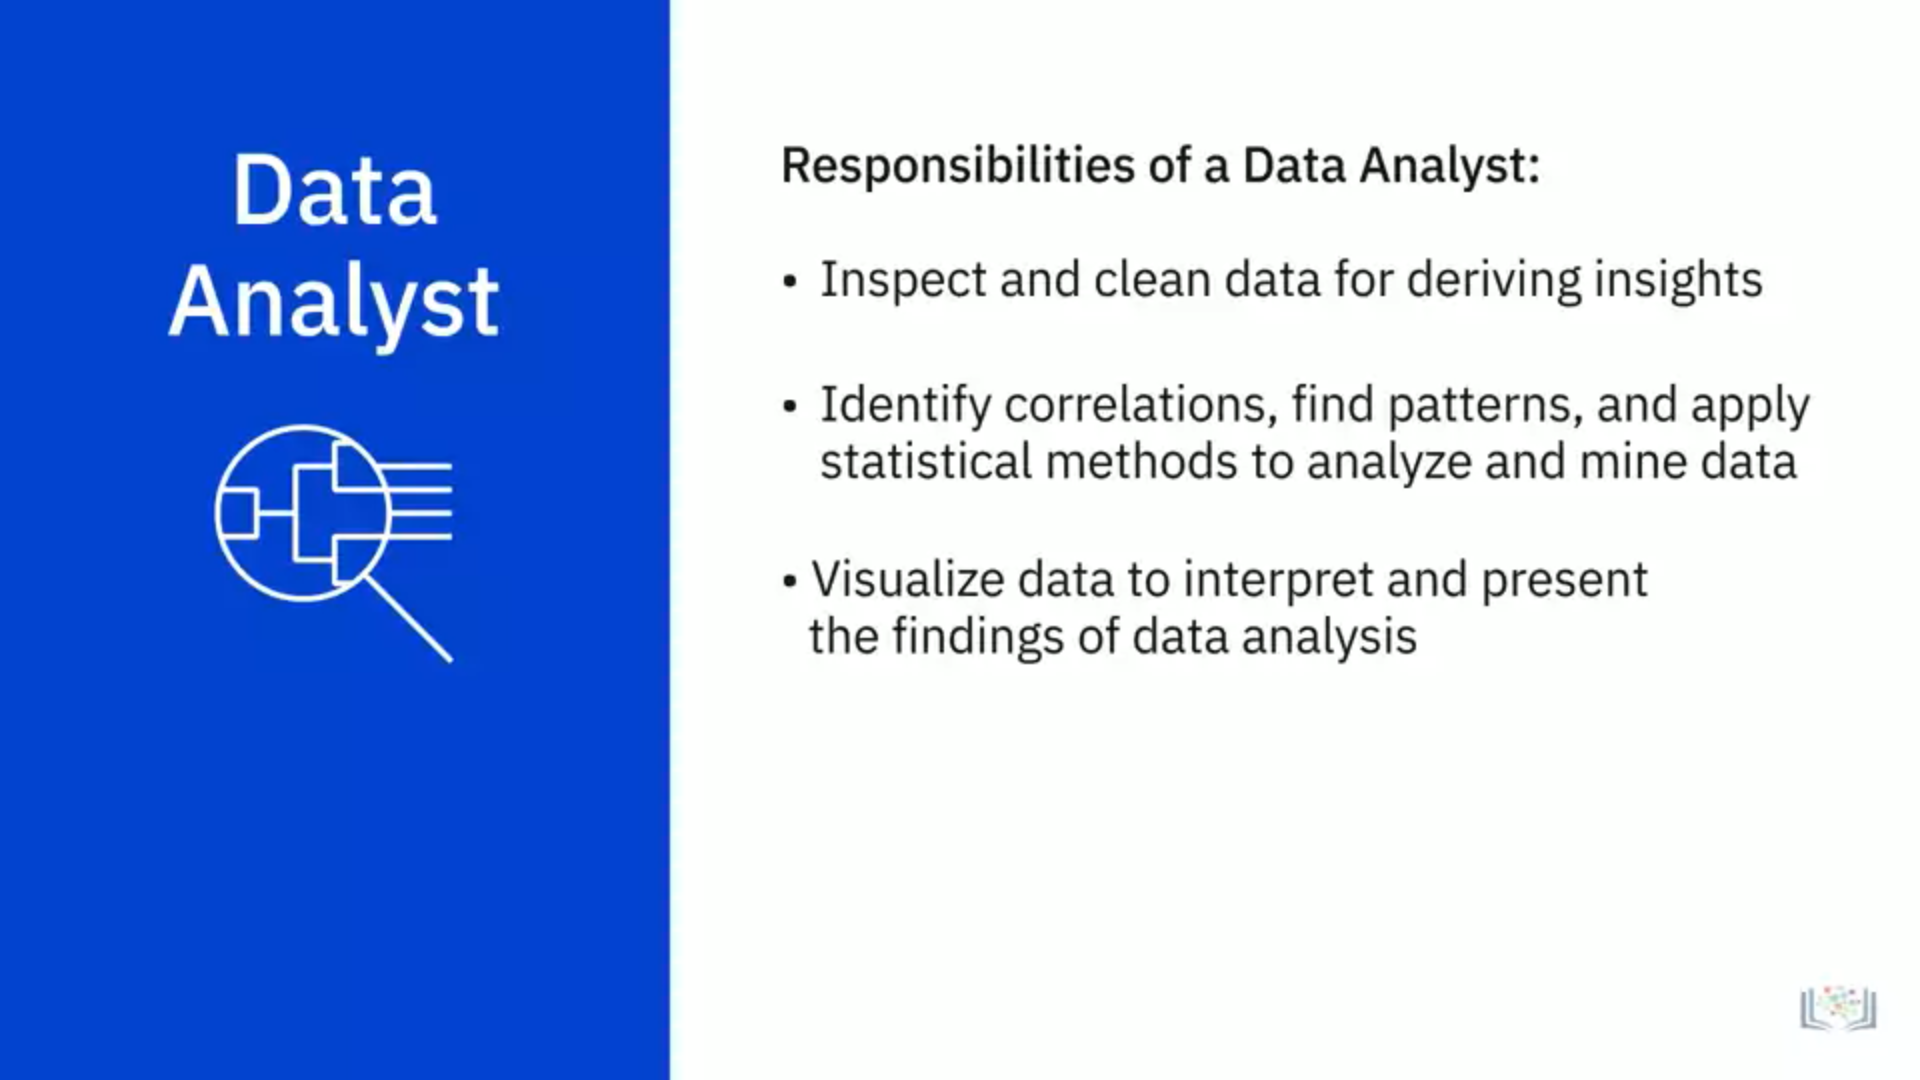 Data
Analyst
Responsibilities of a Data Analyst:
• Inspect and clean data for deriving insights
• Identify correlations, find patterns, and apply
statistical methods to analyze and mine data
• Visualize data to interpret and present
the findings of data analysis